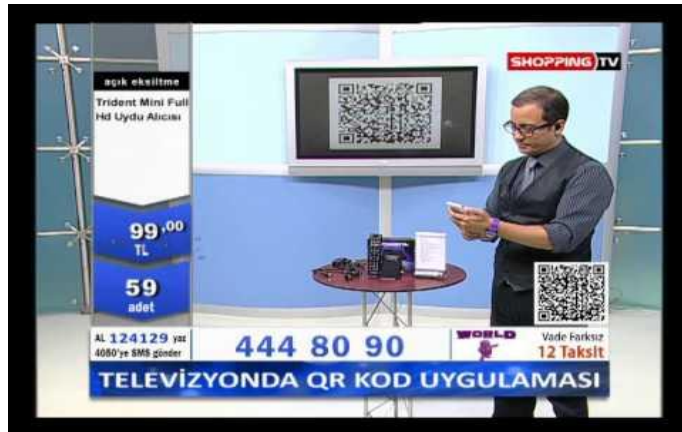 SHOPPING TV
açık eksiltme
Trident Mini Full
Hd Uydu Alıcısı
99,00
TL
59
adet
AL 124129 yaz
4050'ye SMS gönder
444 80 90
WORLD
Vade Farksız
12 Taksit
TELEVİZYONDA QR KOD UYGULAMASI